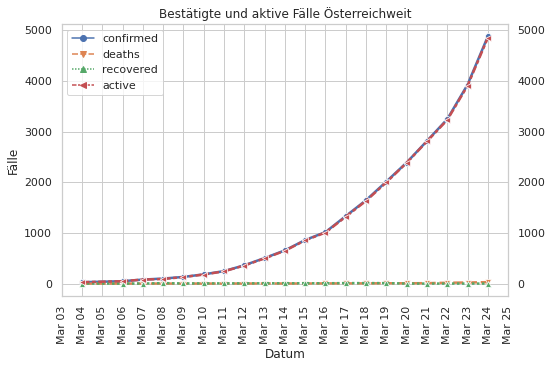 Bestätigte und aktive Fälle Österreichweit
confirmed
deaths
recovered
active
5000
4000
3000
2000
1000
0
5000
4000
3000
2000
1000
0
Fälle
Mar 03
Mar 04
Mar 05
Mar 06
Mar 07
Mar 08
Mar 09
Mar 10
Mar 11
Mar 12
Mar 13
Mar 14
Mar 15
Mar 16
Mar 17
Mar 18
Mar 19
Mar 20
Mar 21
Mar 22
Mar 23
Mar 24
Mar 25
Datum